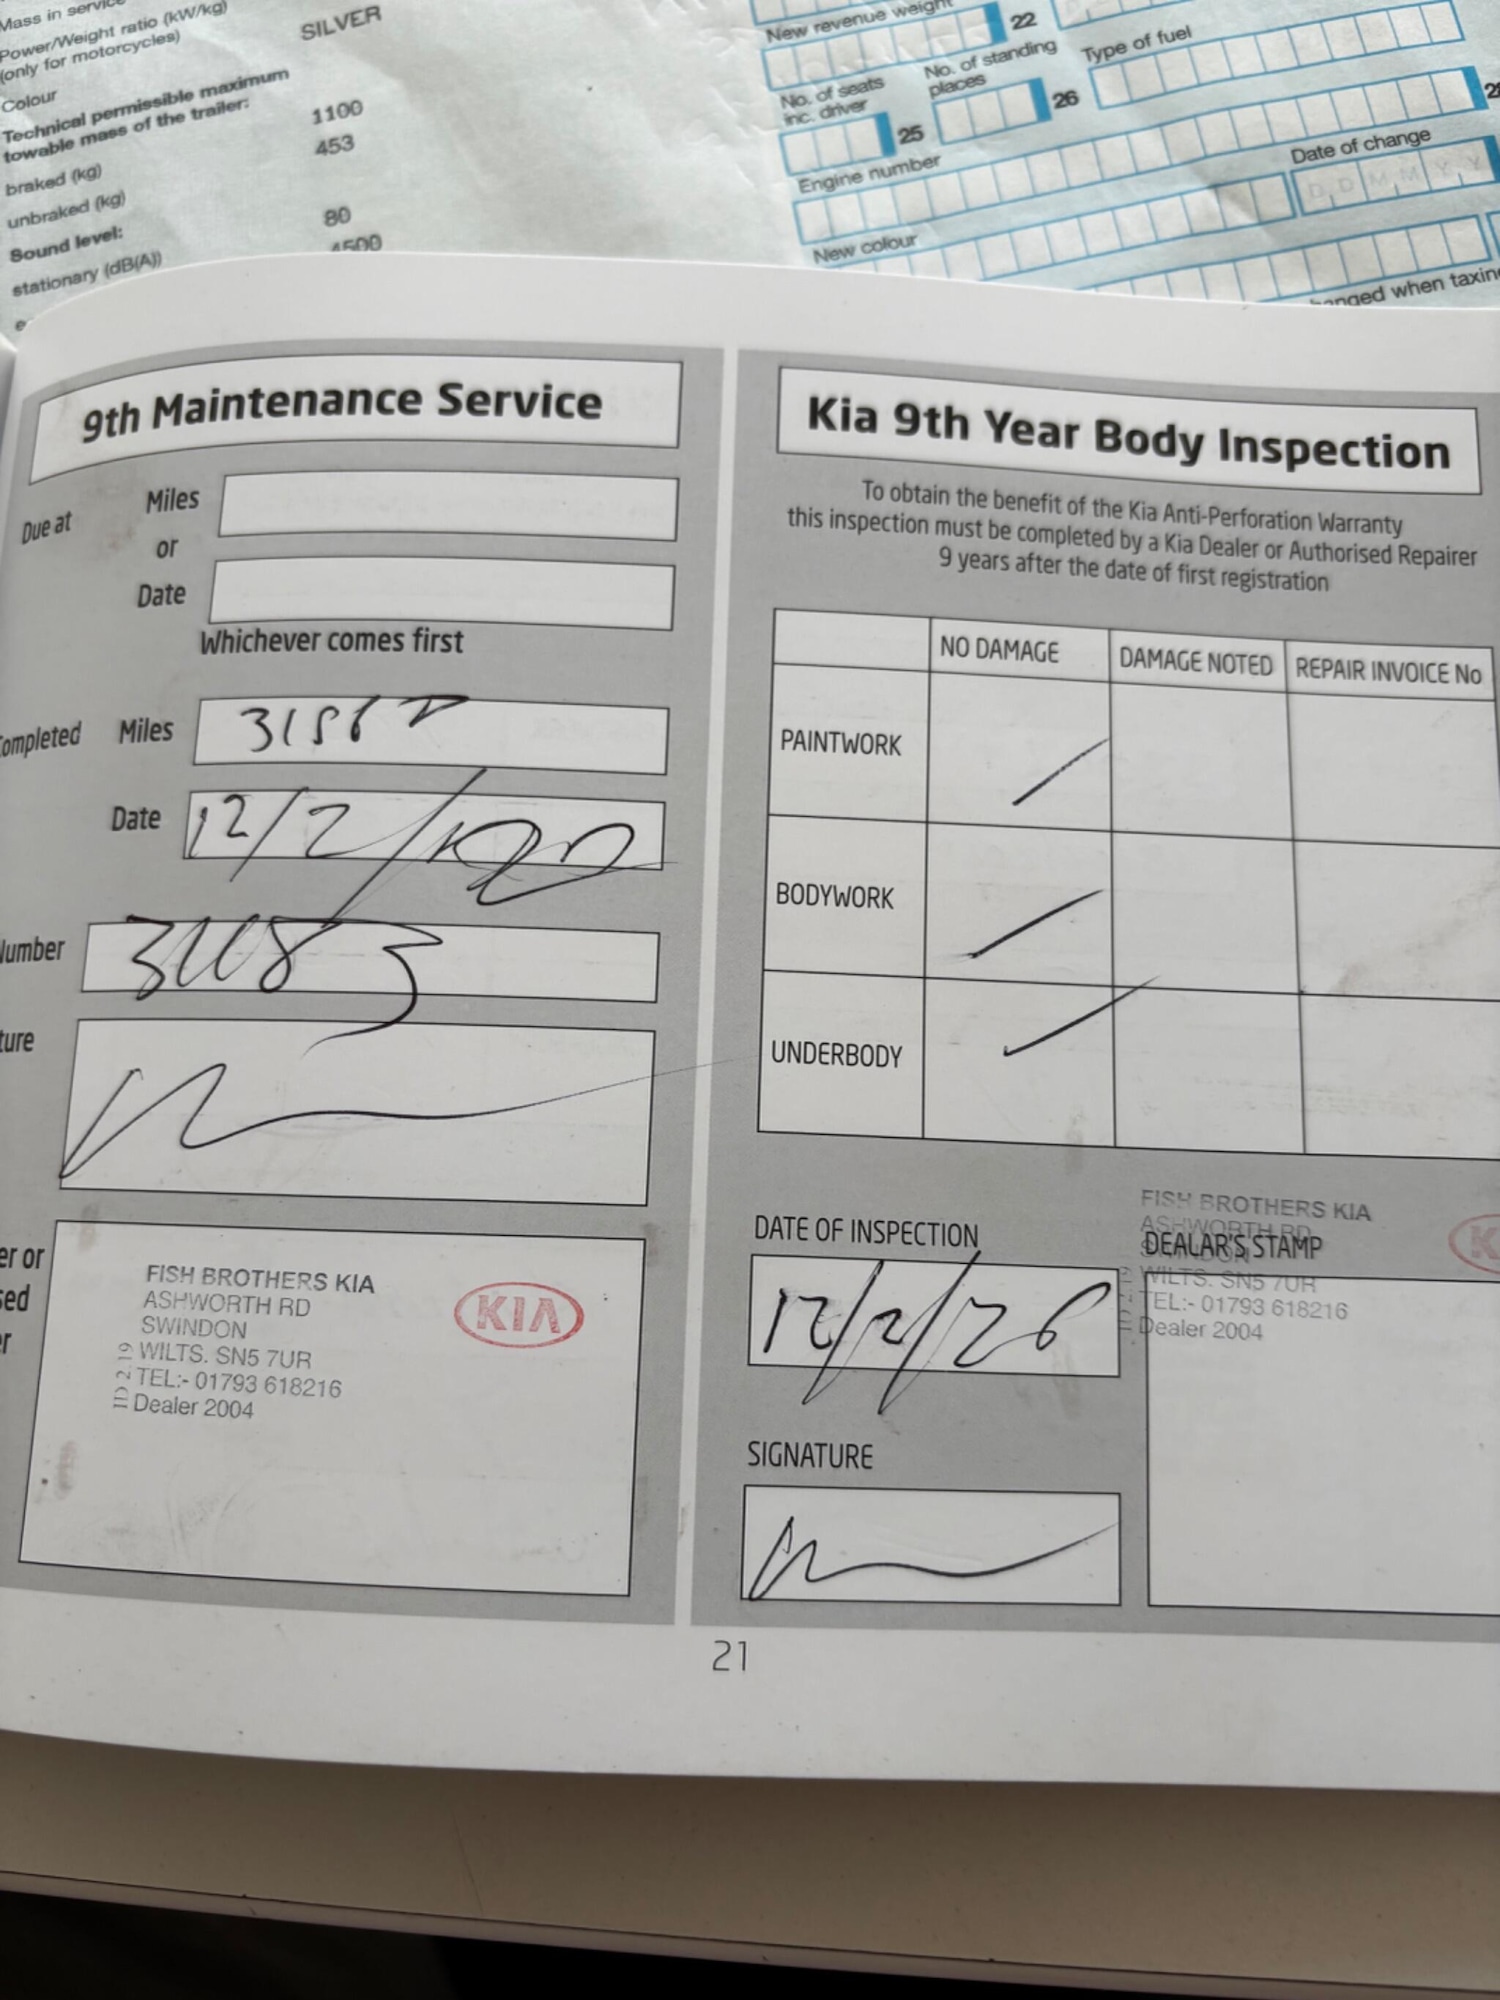 Mass in service
Power/Weight ratio (kW/kg)
(only for motorcycles)
Colour
SILVER
Technical permissible maximum
towable mass of the trailer:
braked (kg)
1100
unbraked (kg)
453
Sound level:
stationary (dB(A))
80
4500
New revenue weight
22
No. of seats
inc. driver
25
No. of standing
places
26
Type of fuel
Engine number
Date of change
D D M M Y Y
New colour
changed when taxing
9th Maintenance Service
Due at
Miles
or
Date
Whichever comes first
Completed
Miles
Date
12/2/
Number
ture
er or
sed
r
FISH BROTHERS KIA
ASHWORTH RD
SWINDON
WILTS. SN5 7UR
TEL:- 01793 618216
Dealer 2004
KIA
Kia 9th Year Body Inspection
To obtain the benefit of the Kia Anti-Perforation Warranty
this inspection must be completed by a Kia Dealer or Authorised Repairer
9 years after the date of first registration
NO DAMAGE
DAMAGE NOTED
REPAIR INVOICE No
PAINTWORK
BODYWORK
UNDERBODY
DATE OF INSPECTION
12/2/26
SIGNATURE
FISH BROTHERS KIA
ASHWORTH RD
DEALAR'S STAMP
SWINDON
WILTS. SN5 7UR
TEL:- 01793 618216
Dealer 2004
K
21